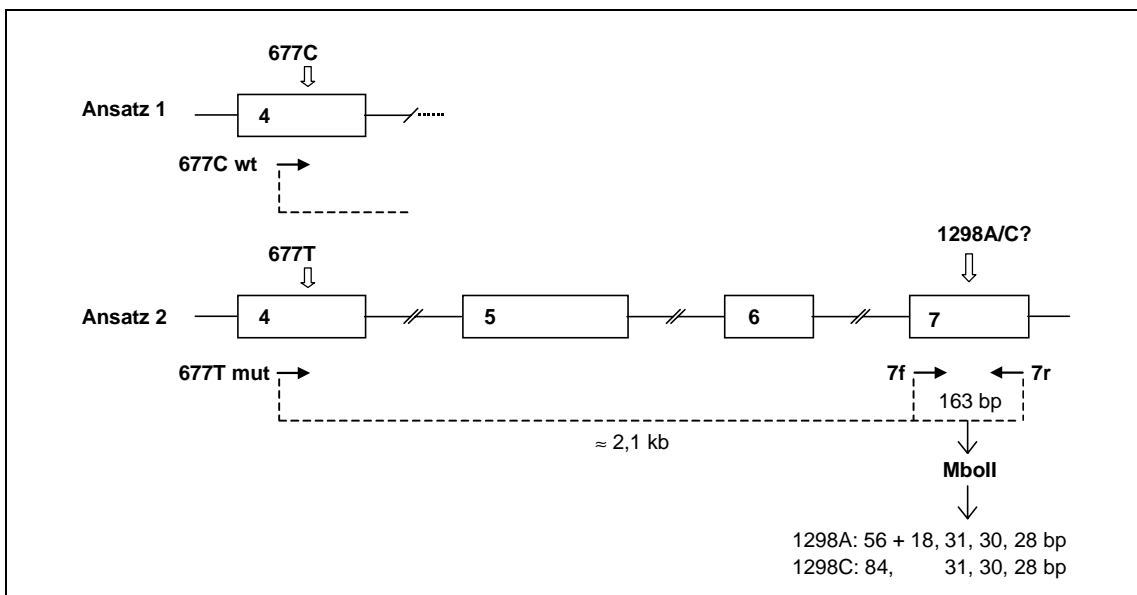 677C
Ansatz 1
4
677C wt
677T
1298A/C?
Ansatz 2
4
5
6
7
677T mut
7f
7r
163 bp
≈ 2,1 kb
MboII
1298A: 56 + 18, 31, 30, 28 bp
1298C: 84, 31, 30, 28 bp